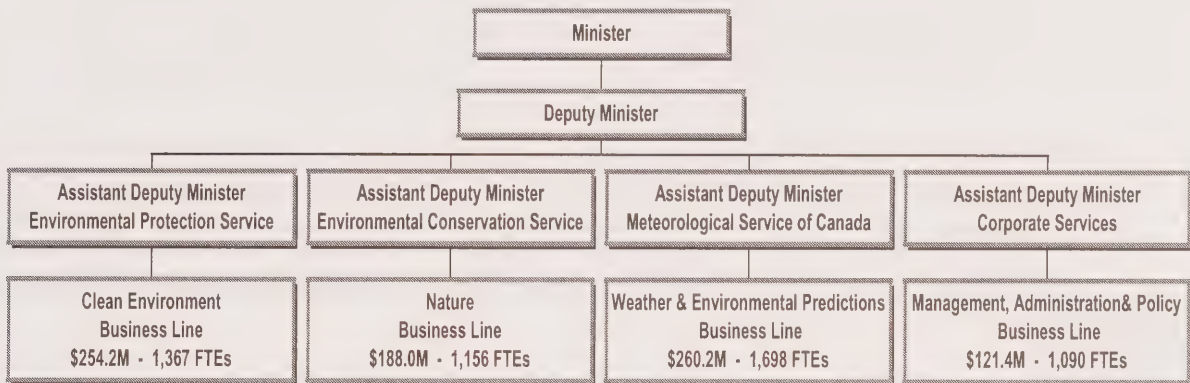 Minister
Deputy Minister
Assistant Deputy Minister
Environmental Protection Service
Assistant Deputy Minister
Environmental Conservation Service
Assistant Deputy Minister
Meteorological Service of Canada
Assistant Deputy Minister
Corporate Services
Clean Environment
Business Line
$254.2M - 1,367 FTEs
Nature
Business Line
$188.0M - 1,156 FTEs
Weather & Environmental Predictions
Business Line
$260.2M - 1,698 FTEs
Management, Administration& Policy
Business Line
$121.4M - 1,090 FTEs